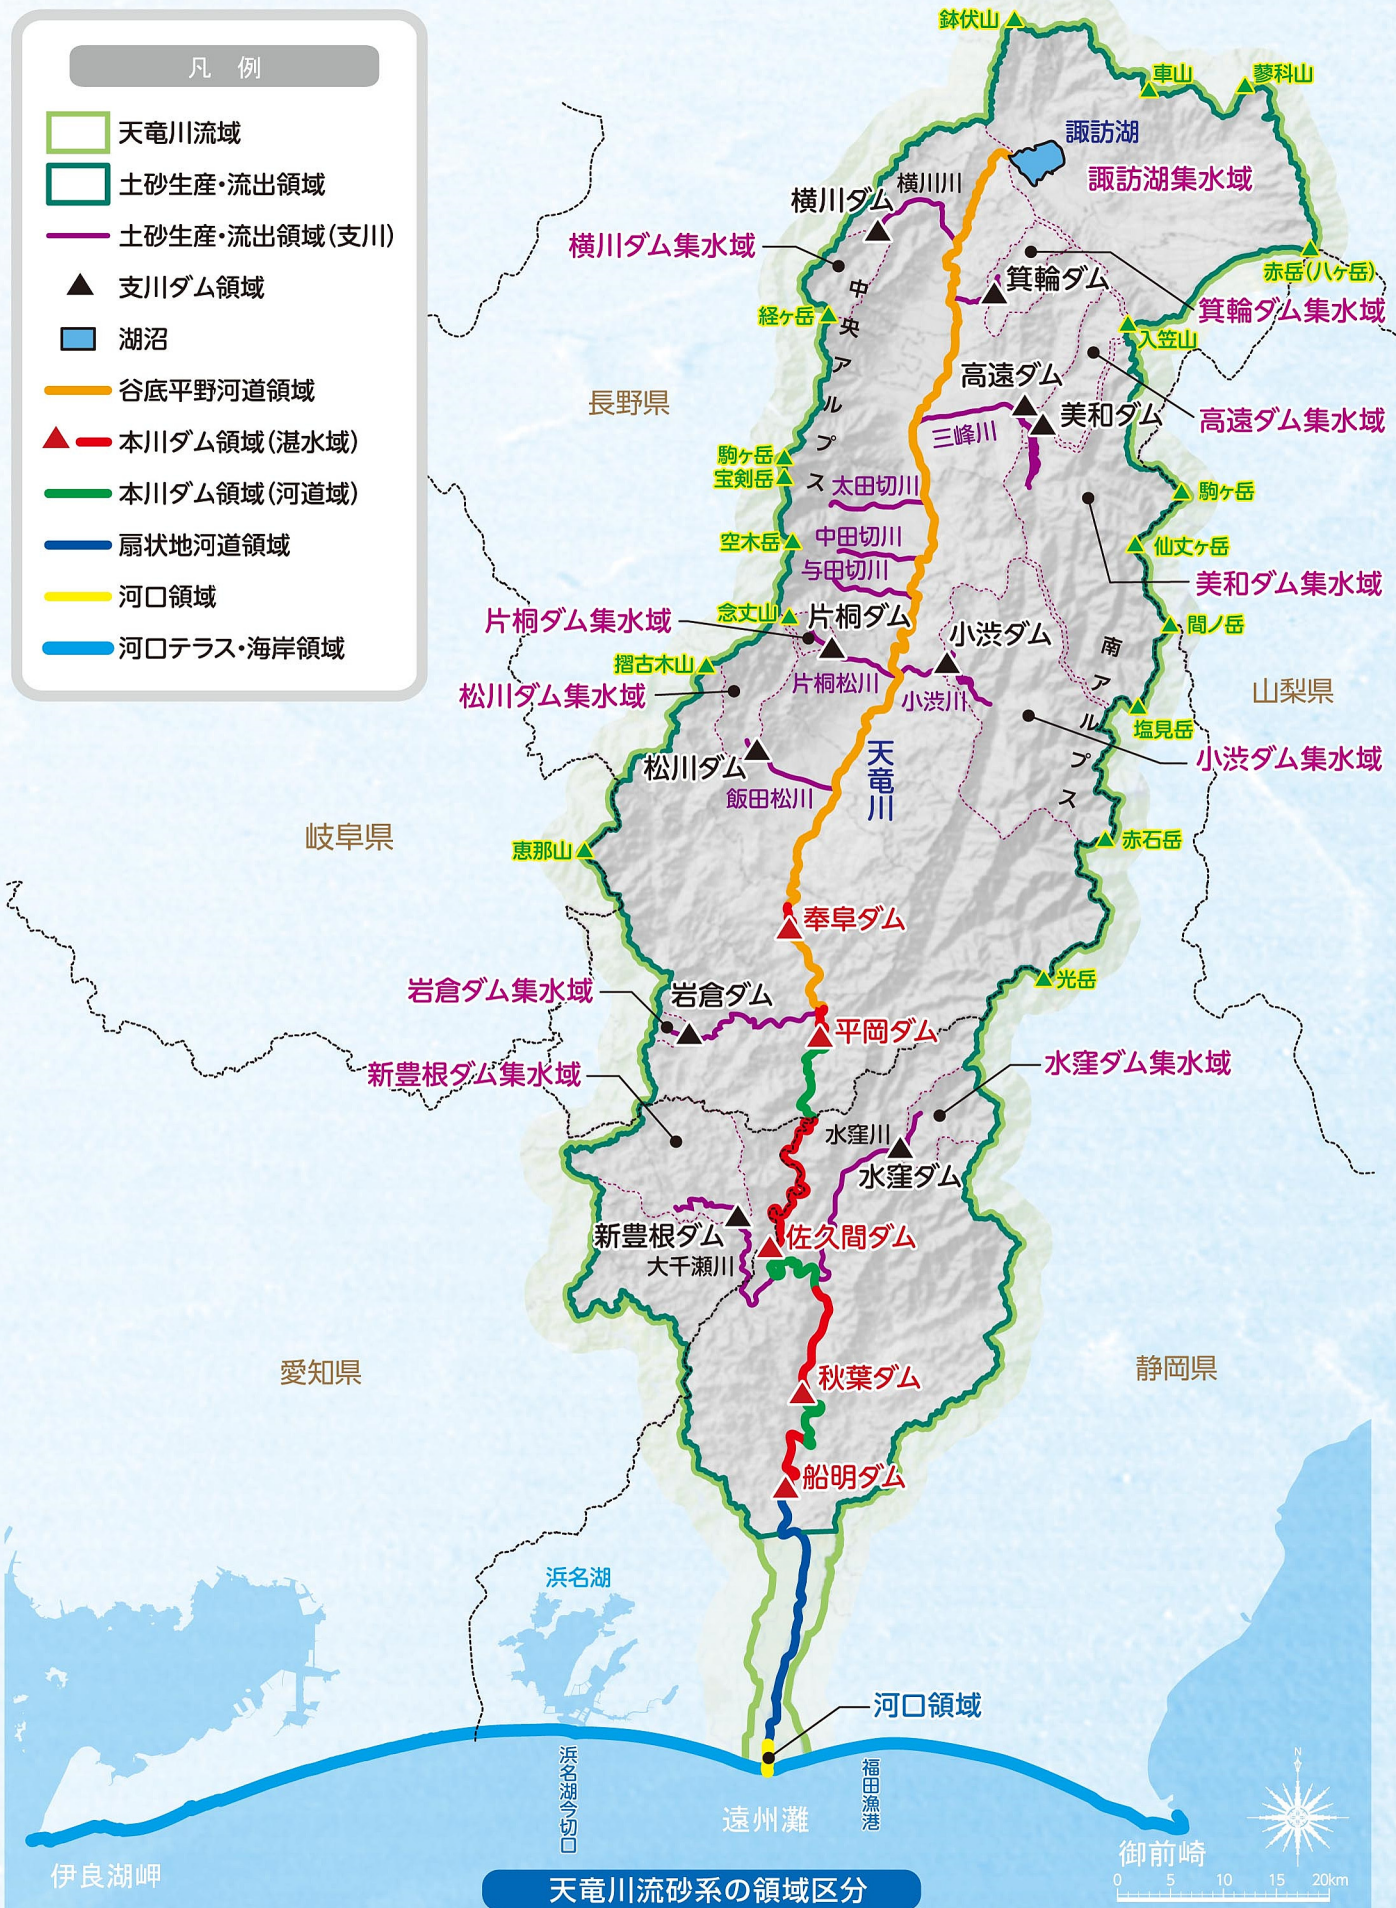 凡 例
天竜川流域
土砂生産・流出領域
土砂生産・流出領域(支川)
支川ダム領域
湖沼
谷底平野河道領域
本川ダム領域(湛水域)
本川ダム領域(河道域)
扇状地河道領域
河口領域
河口テラス・海岸領域
鉢伏山
車山
蓼科山
諏訪湖
諏訪湖集水域
横川川
横川ダム
横川ダム集水域
赤岳(八ヶ岳)
箕輪ダム
箕輪ダム集水域
経ヶ岳
入笠山
中央アルプス
長野県
高遠ダム
美和ダム
高遠ダム集水域
三峰川
駒ヶ岳
宝剣岳
太田切川
駒ヶ岳
空木岳
中田切川
仙丈ヶ岳
与田切川
美和ダム集水域
念丈山
片桐ダム
片桐ダム集水域
間ノ岳
小渋ダム
南アルプス
摺古木山
片桐松川
小渋川
松川ダム集水域
山梨県
塩見岳
松川ダム
天竜川
小渋ダム集水域
飯田松川
岐阜県
恵那山
赤石岳
奉阜ダム
光岳
岩倉ダム集水域
岩倉ダム
平岡ダム
水窪ダム集水域
新豊根ダム集水域
水窪川
水窪ダム
新豊根ダム
佐久間ダム
大千瀬川
愛知県
静岡県
秋葉ダム
船明ダム
浜名湖
河口領域
浜名湖今切口
福田漁港
遠州灘
伊良湖岬
御前崎
N
0 5 10 15 20km
天竜川流砂系の領域区分